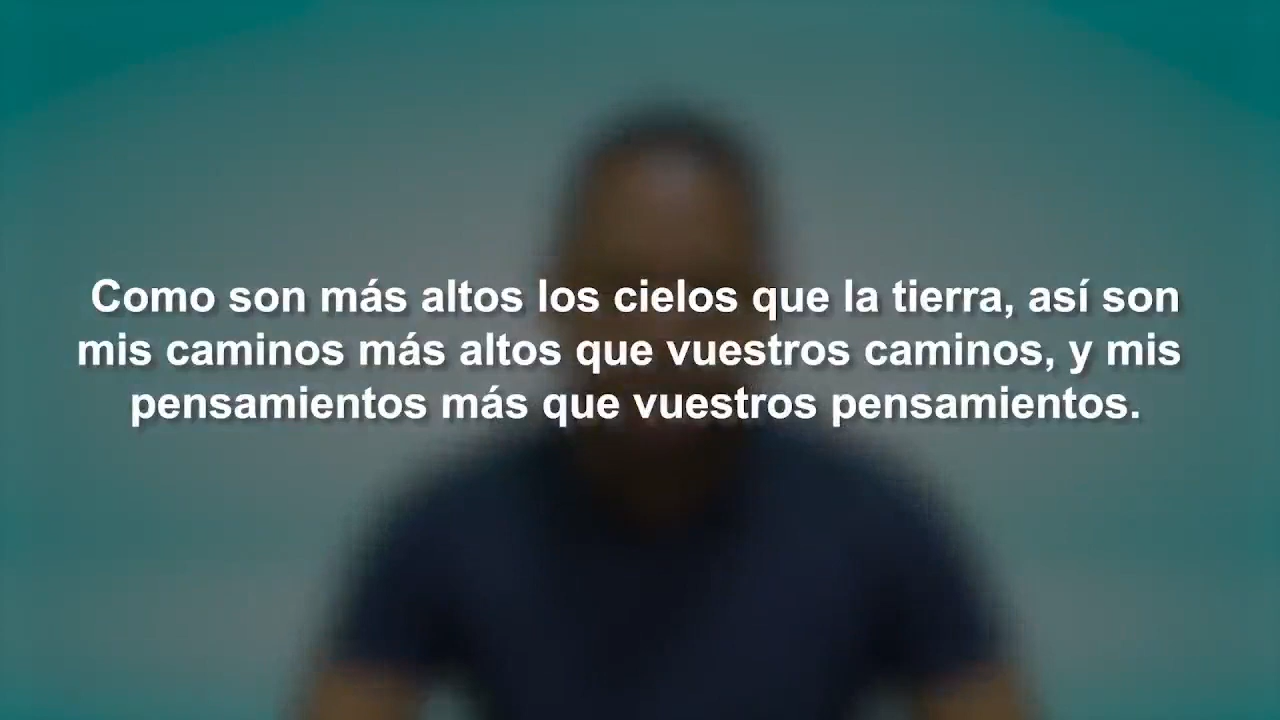 Como son más altos los cielos que la tierra, así son
mis caminos más altos que vuestros caminos, y mis
pensamientos más que vuestros pensamientos.